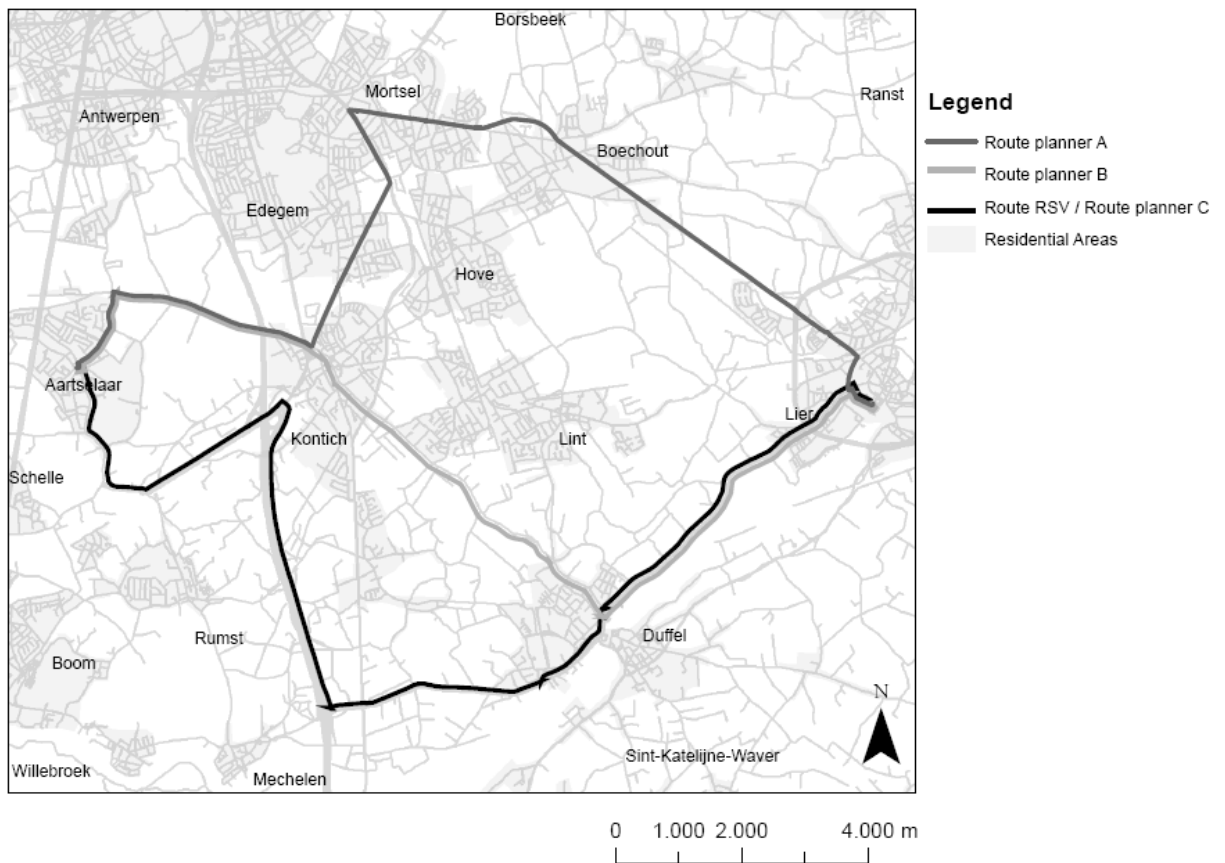 Borsbeek
Mortsel
Ranst
Antwerpen
Boechout
Edegem
Hove
Aartselaar
Lier
Kontich
Lint
Schelle
Rumst
Duffel
Boom
N
Sint-Katelijne-Waver
Willebroek
Mechelen
Legend
Route planner A
Route planner B
Route RSV / Route planner C
Residential Areas
0 1.000 2.000 4.000 m